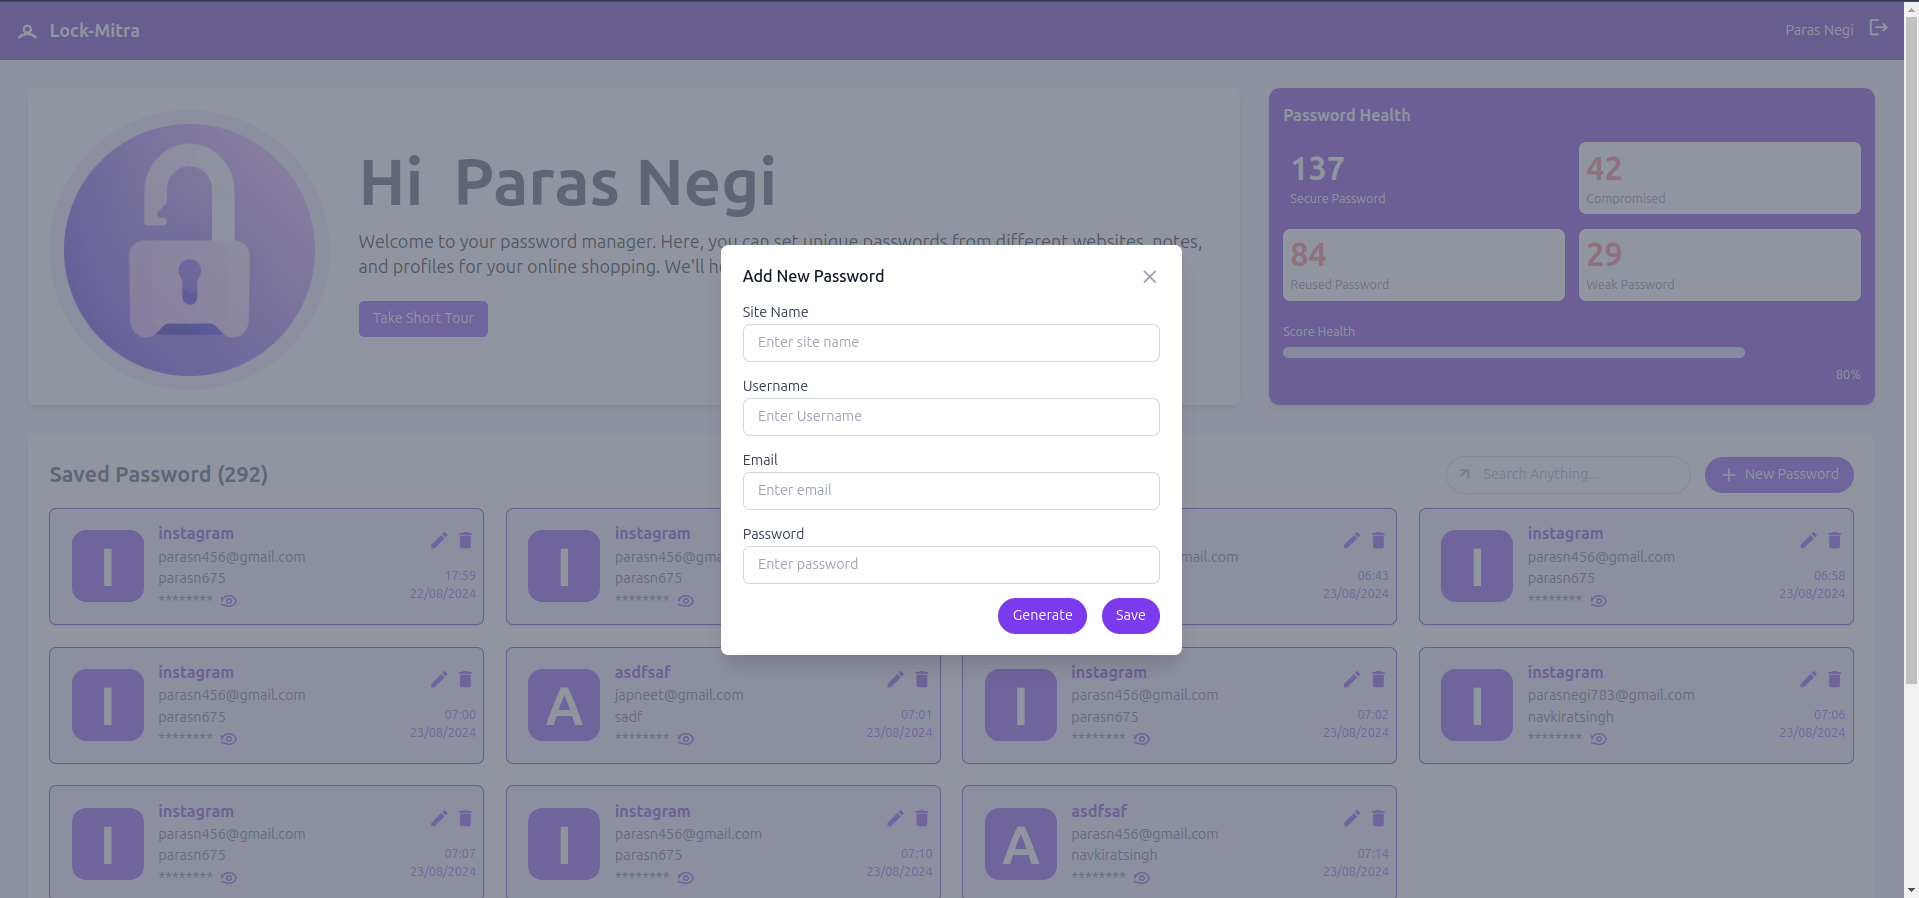 Lock-Mitra
Paras Negi
Hi Paras Negi
Welcome to your password manager. Here, you can set unique passwords from different websites, notes,
and profiles for your online shopping. We'll
Take Short Tour
Password Health
137
Secure Password
42
Compromised
84
Reused Password
29
Weak Password
Score Health
80%
Add New Password
Site Name
Enter site name
Username
Enter Username
Email
Enter email
Password
Enter password
Generate
Save
Saved Password (292)
Search Anything...
New Password
I
instagram
parasn456@gmail.com
parasn675
********
17:59
22/08/2024
I
instagram
parasn456@gma
parasn675
********
mail.com
06:43
23/08/2024
I
instagram
parasn456@gmail.com
parasn675
********
06:58
23/08/2024
I
instagram
parasn456@gmail.com
parasn675
********
07:00
23/08/2024
A
asdfsaf
japneet@gmail.com
sadf
********
07:01
23/08/2024
I
instagram
parasn456@gmail.com
parasn675
********
07:02
23/08/2024
I
instagram
parasnegi783@gmail.com
navkiratsingh
********
07:06
23/08/2024
I
instagram
parasn456@gmail.com
parasn675
********
07:07
23/08/2024
I
instagram
parasn456@gmail.com
parasn675
********
07:10
23/08/2024
A
asdfsaf
parasn456@gmail.com
navkiratsingh
********
07:14
23/08/2024